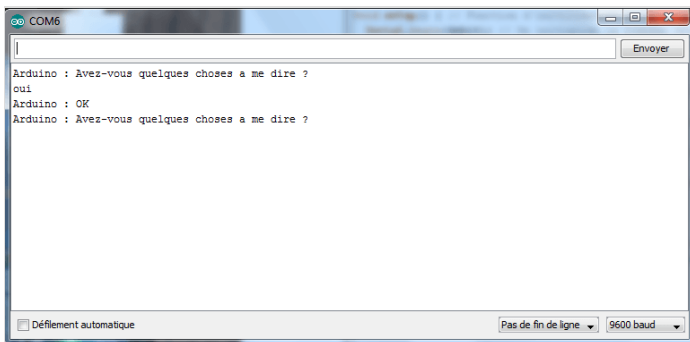 COM6
Envoyer
Arduino : Avez-vous quelques choses a me dire ?
oui
Arduino : OK
Arduino : Avez-vous quelques choses a me dire ?
Défilement automatique
Pas de fin de ligne
9600 baud